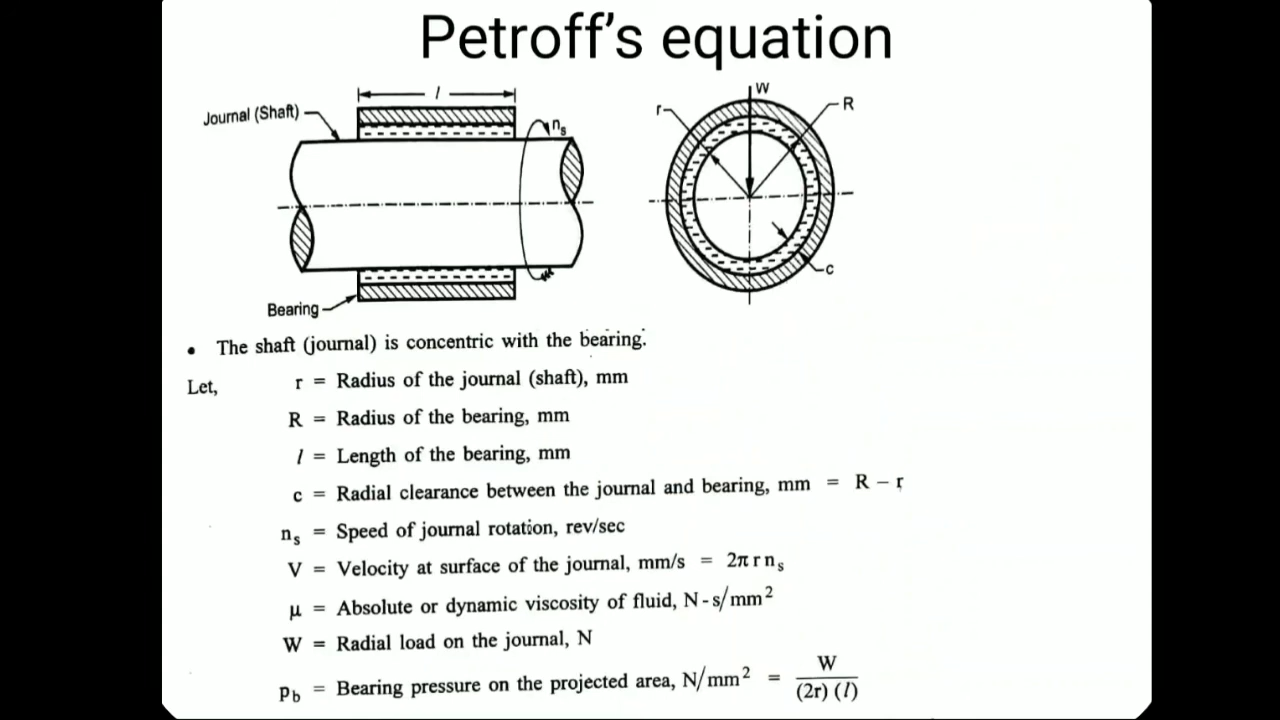 Petroff's equation
l
Journal (Shaft)
n_s
Bearing
W
r
R
c
• The shaft (journal) is concentric with the bearing.
Let,
r = Radius of the journal (shaft), mm
R = Radius of the bearing, mm
l = Length of the bearing, mm
c = Radial clearance between the journal and bearing, mm = R – r
n_s = Speed of journal rotation, rev/sec
V = Velocity at surface of the journal, mm/s = 2π r n_s
μ = Absolute or dynamic viscosity of fluid, N-s/mm²
W = Radial load on the journal, N
p_b = Bearing pressure on the projected area, N/mm² = W / (2r) (l)